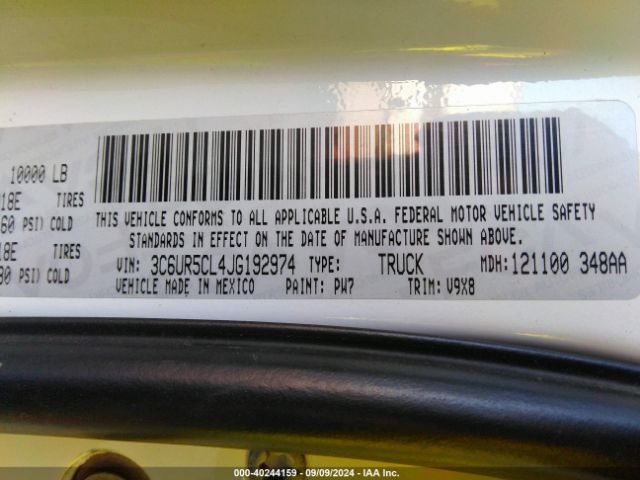 10000 LB
18E TIRES
60 PSI) COLD
18E TIRES
80 PSI) COLD
THIS VEHICLE CONFORMS TO ALL APPLICABLE U.S.A. FEDERAL MOTOR VEHICLE SAFETY
STANDARDS IN EFFECT ON THE DATE OF MANUFACTURE SHOWN ABOVE.
VIN: 3C6UR5CL4JG192974 TYPE: TRUCK MDH:121100 348AA
VEHICLE MADE IN MEXICO PAINT: PW7 TRIM: V9X8
000-40244159 - 09/09/2024 - IAA Inc.